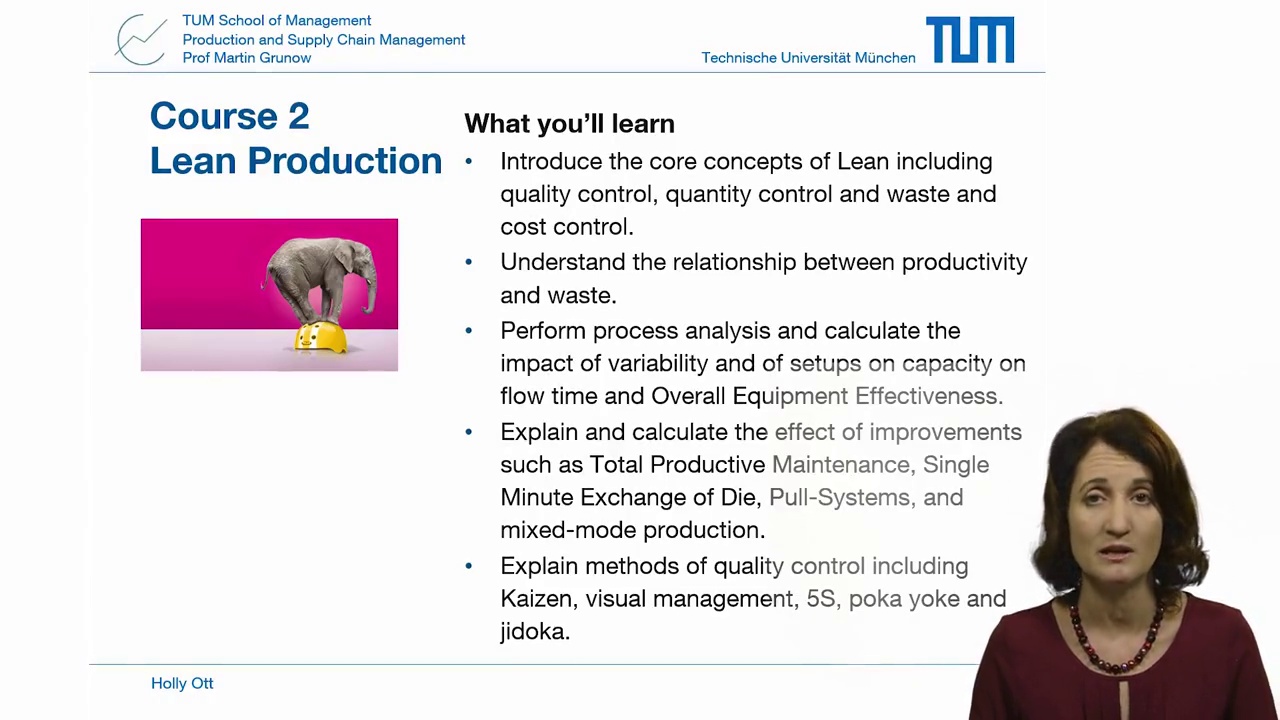 TUM School of Management
Production and Supply Chain Management
Prof Martin Grunow
Technische Universität München
TUM
Course 2
Lean Production
What you’ll learn
• Introduce the core concepts of Lean including
quality control, quantity control and waste and
cost control.
• Understand the relationship between productivity
and waste.
• Perform process analysis and calculate the
impact of variability and of setups on capacity on
flow time and Overall Equipment Effectiveness.
• Explain and calculate the effect of improvements
such as Total Productive Maintenance, Single
Minute Exchange of Die, Pull-Systems, and
mixed-mode production.
• Explain methods of quality control including
Kaizen, visual management, 5S, poka yoke and
jidoka.
Holly Ott